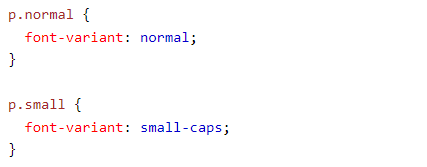 p.normal {
  font-variant: normal;
}

p.small {
  font-variant: small-caps;
}